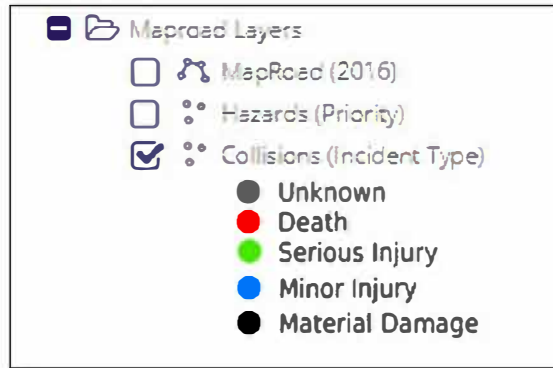 Maproad Layers
MapRoad (2016)
Hazards (Priority)
Collisions (Incident Type)
Unknown
Death
Serious Injury
Minor Injury
Material Damage